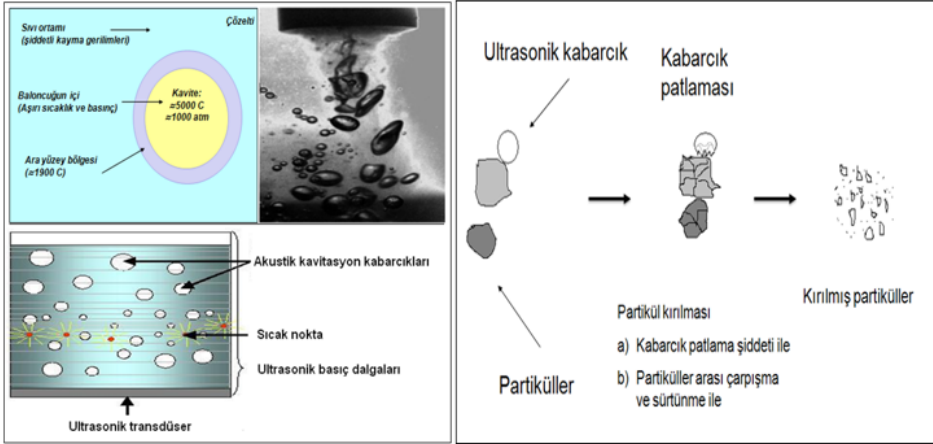 Çözelti
Sıvı ortamı
(şiddetli kayma gerilimleri)
Baloncuğun içi
(Aşırı sıcaklık ve basınç)
Kavite:
≈5000 C
≈1000 atm
Ara yüzey bölgesi
(≈1900 C)
Akustik kavitasyon kabarcıkları
Sıcak nokta
Ultrasonik basıç dalgaları
Ultrasonik transdüser
Ultrasonik kabarcık
Kabarcık
patlaması
Partiküller
Partikül kırılması
a) Kabarcık patlama şiddeti ile
b) Partiküller arası çarpışma
ve sürtünme ile
Kırılmış partiküller